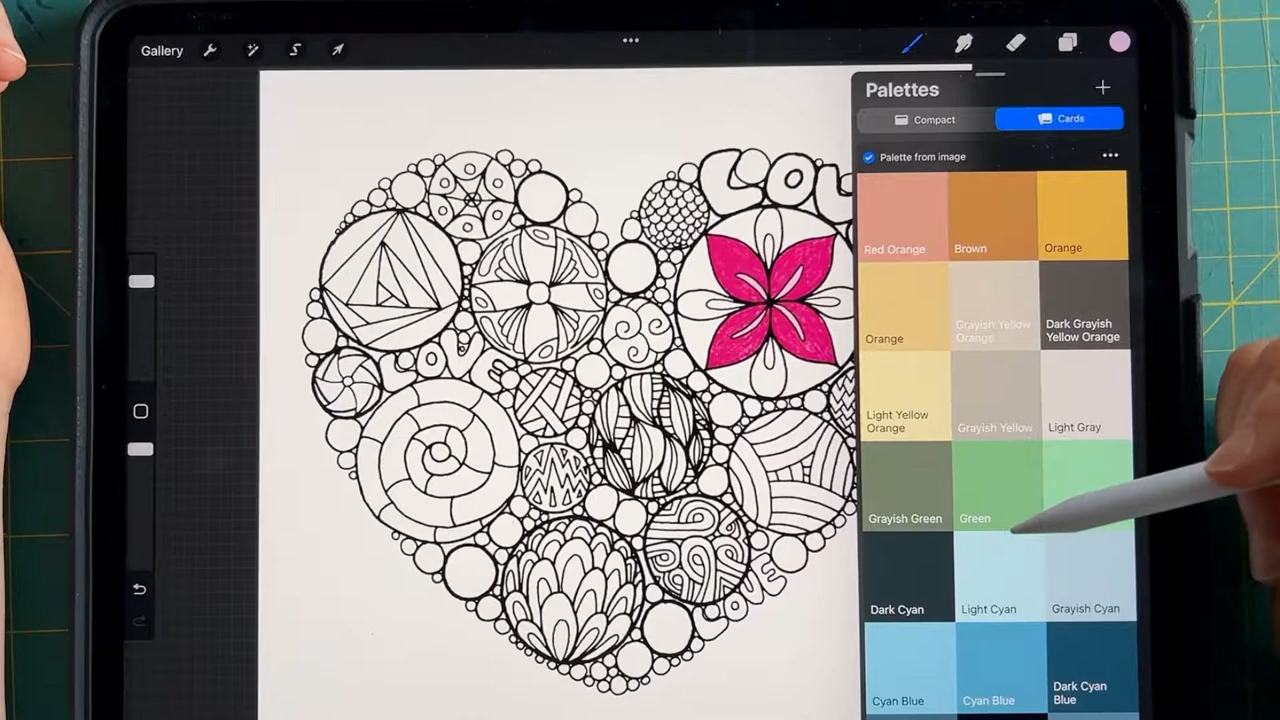 Gallery
Palettes
Compact
Cards
Palette from image
Red Orange
Brown
Orange
Orange
Grayish Yellow
Orange
Dark Grayish
Yellow Orange
Light Yellow
Orange
Grayish Yellow
Light Gray
Grayish Green
Green
Dark Cyan
Light Cyan
Grayish Cyan
Cyan Blue
Cyan Blue
Dark Cyan
Blue
LOV
LOVE
LOVE